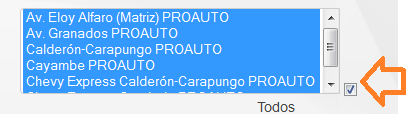 Av. Eloy Alfaro (Matriz) PROAUTO
Av. Granados PROAUTO
Calderón-Carapungo PROAUTO
Cayambe PROAUTO
Chevy Express Calderón-Carapungo PROAUTO
Todos